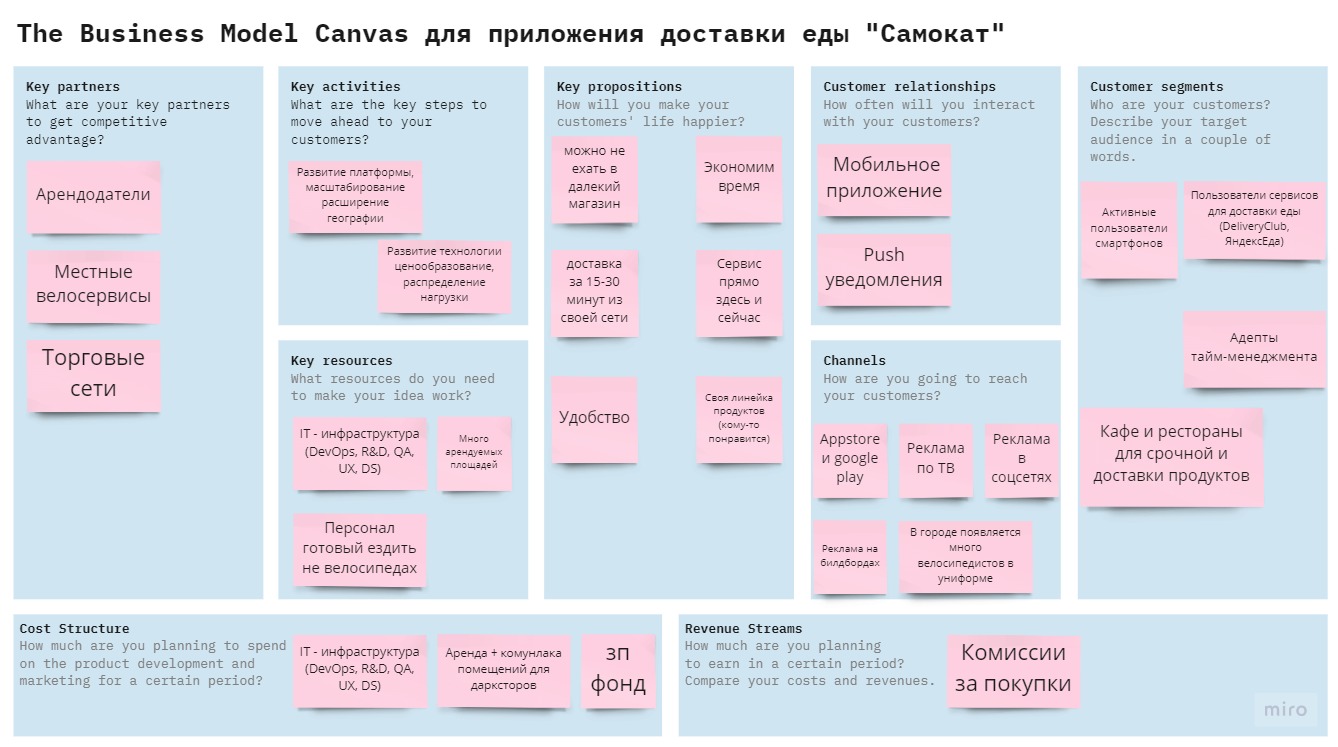 The Business Model Canvas для приложения доставки еды "Самокат"
Key partners
What are your key partners
to get competitive
advantage?
Арендодатели
Местные
велосервисы
Торговые
сети
Key activities
What are the key steps to
move ahead to your
customers?
Развитие платформы,
масштабирование
расширение
географии
Развитие технологии
ценообразование,
распределение
нагрузки
Key resources
What resources do you need
to make your idea work?
IT - инфраструктура
(DevOps, R&D, QA,
UX, DS)
Много
арендуемых
площадей
Персонал
готовый ездить
не велосипедах
Key propositions
How will you make your
customers' life happier?
можно не
ехать в
далекий
магазин
Экономим
время
доставка
за 15-30
минут из
своей сети
Сервис
прямо
здесь и
сейчас
Удобство
Своя линейка
продуктов
(кому-то
понравится)
Customer relationships
How often will you interact
with your customers?
Мобильное
приложение
Push
уведомления
Channels
How are you going to reach
your customers?
Appstore
и google
play
Реклама
по ТВ
Реклама
в
соцсетях
Реклама на
билдбордах
В городе появляется
много
велосипедистов в
униформе
Customer segments
Who are your customers?
Describe your target
audience in a couple of
words.
Активные
пользователи
смартфонов
Пользователи сервисов
для доставки еды
(DeliveryClub,
ЯндексЕда)
Адепты
тайм-менеджмента
Кафе и рестораны
для срочной и
доставки продуктов
Cost Structure
How much are you planning to spend
on the product development and
marketing for a certain period?
IT - инфраструктура
(DevOps, R&D, QA,
UX, DS)
Аренда + комунлака
помещений для
даркcторов
зп
фонд
Revenue Streams
How much are you planning
to earn in a certain period?
Compare your costs and revenues.
Комиссии
за покупки
miro